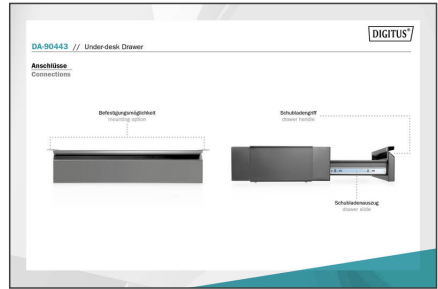 DIGITUS®
DA-90443 // Under-desk Drawer
Anschlüsse
Connections
Befestigungsmöglichkeit
mounting option
Schubladengriff
drawer handle
Schubladenauszug
drawer slide